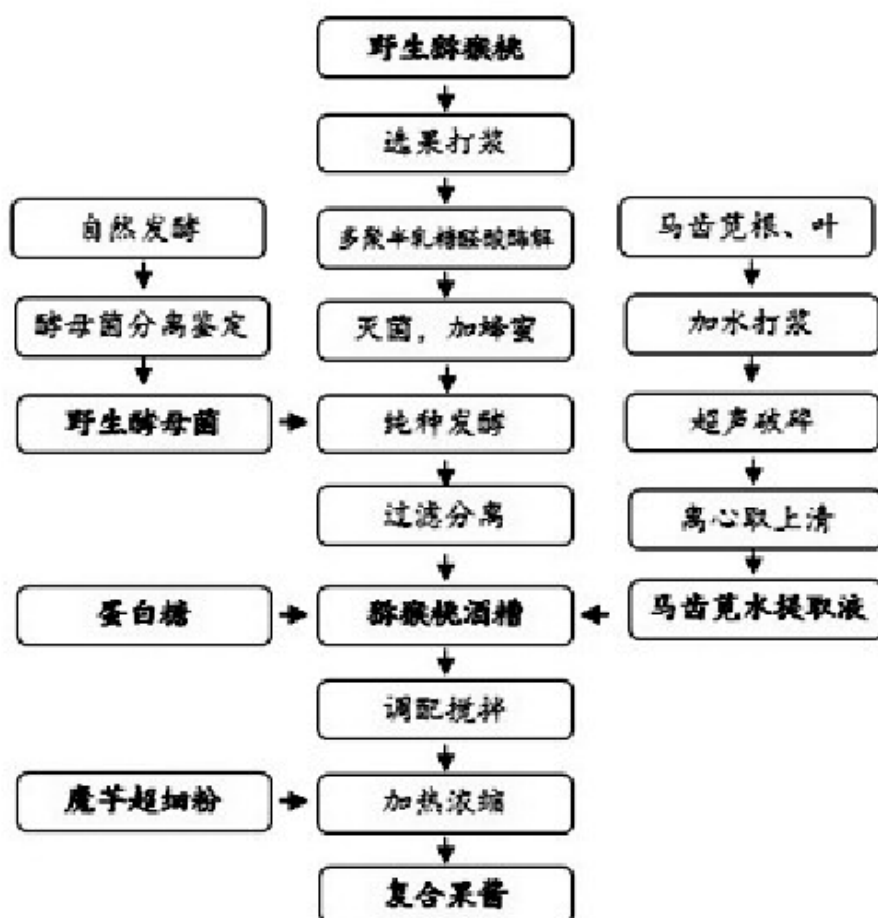 野生猕猴桃
选果打浆
自然发酵
多聚半乳糖醛酸酶解
马齿苋根、叶
酵母菌分离鉴定
灭菌，加蜂蜜
加水打浆
野生酵母菌
纯种发酵
超声破碎
过滤分离
离心取上清
蛋白糖
猕猴桃酒槽
马齿苋水提取液
调配搅拌
魔芋超细粉
加热浓缩
复合果酱